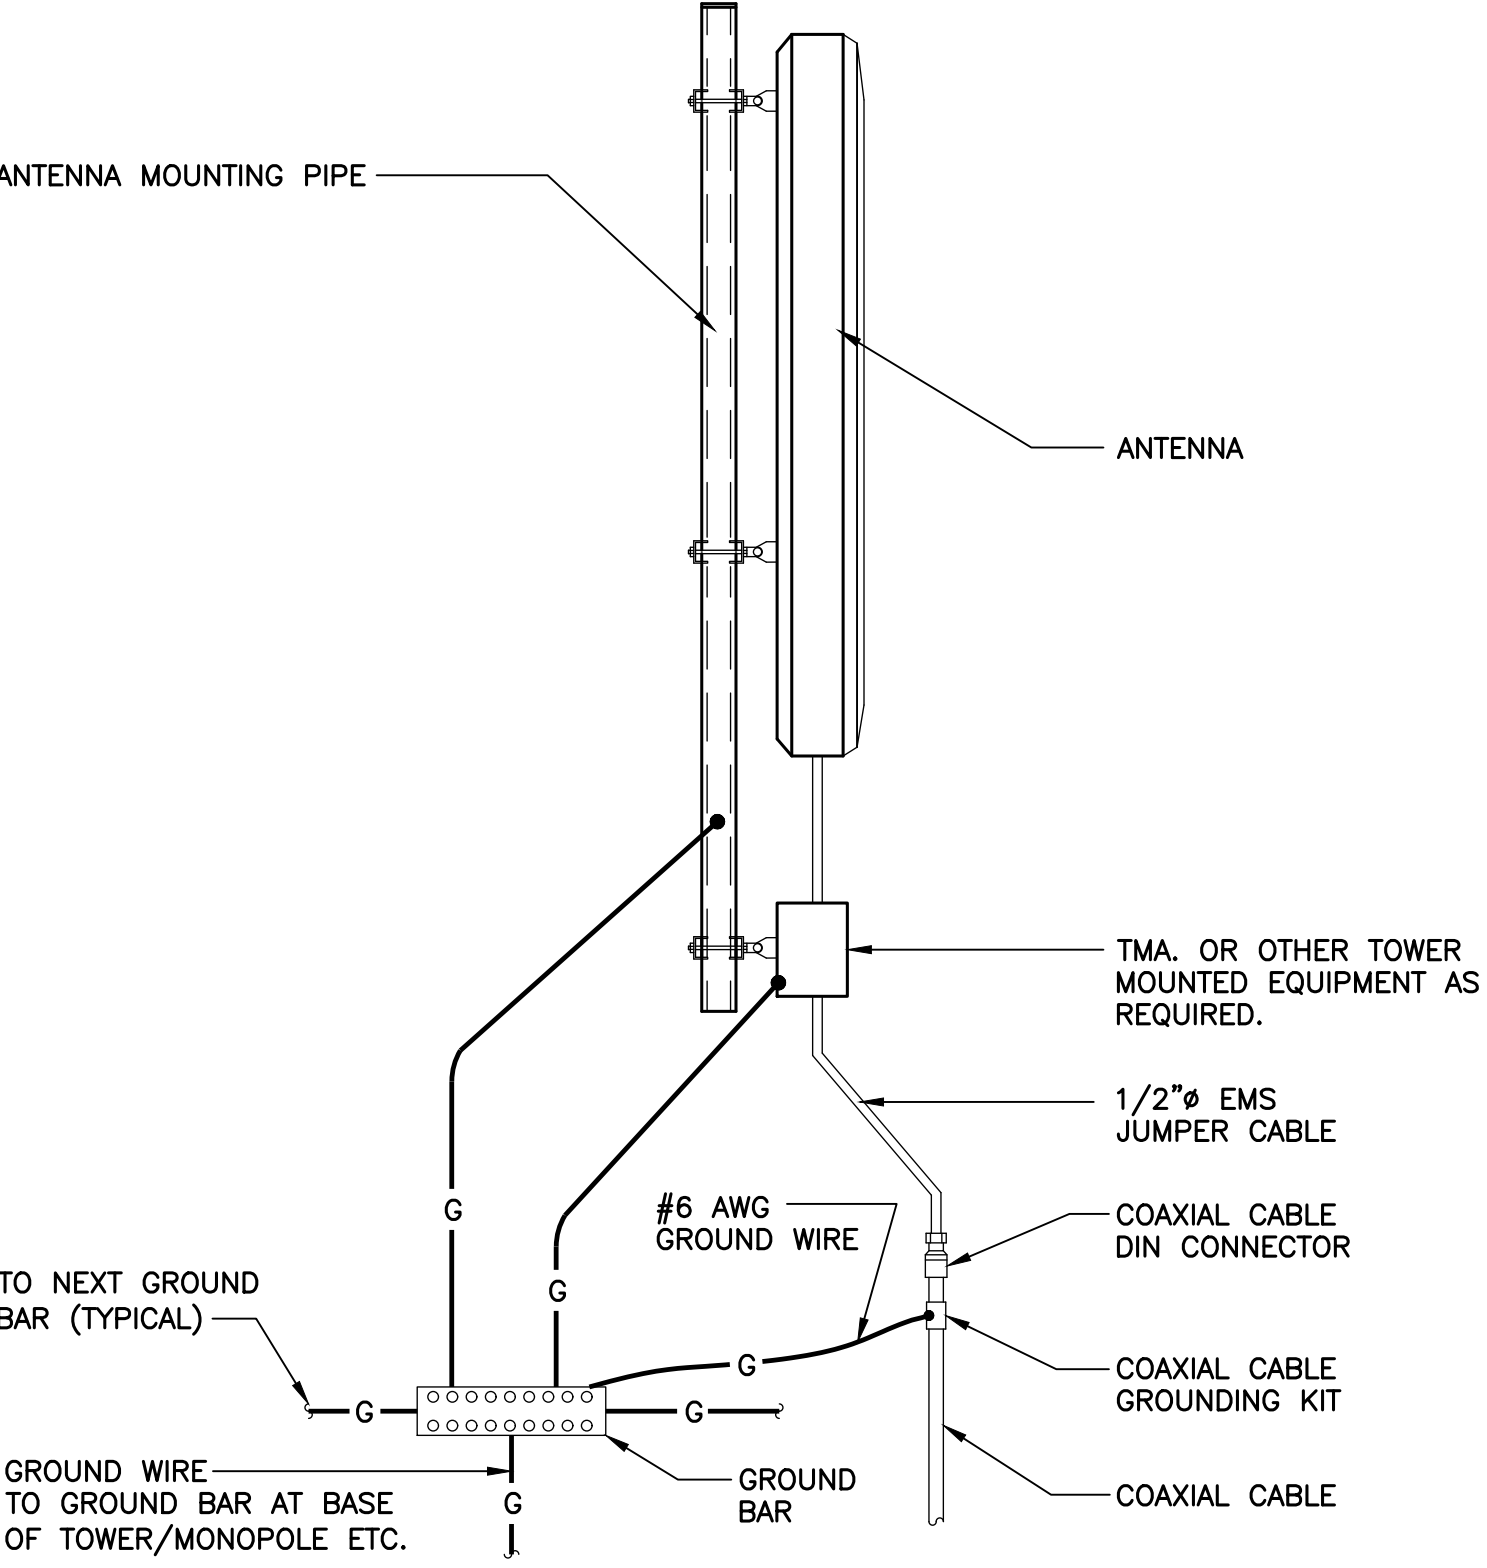 ANTENNA MOUNTING PIPE
ANTENNA
TMA. OR OTHER TOWER
MOUNTED EQUIPMENT AS
REQUIRED.
1/2"ø EMS
JUMPER CABLE
#6 AWG
GROUND WIRE
COAXIAL CABLE
DIN CONNECTOR
G
G
TO NEXT GROUND
BAR (TYPICAL)
G
COAXIAL CABLE
GROUNDING KIT
G
G
GROUND WIRE
TO GROUND BAR AT BASE
OF TOWER/MONOPOLE ETC.
G
GROUND
BAR
COAXIAL CABLE